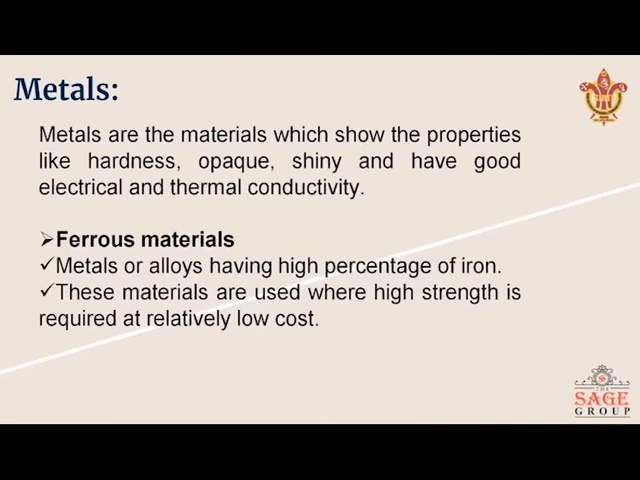 Metals:
Metals are the materials which show the properties
like hardness, opaque, shiny and have good
electrical and thermal conductivity.
➢Ferrous materials
✓Metals or alloys having high percentage of iron.
✓These materials are used where high strength is
required at relatively low cost.
THE
SAGE
GROUP